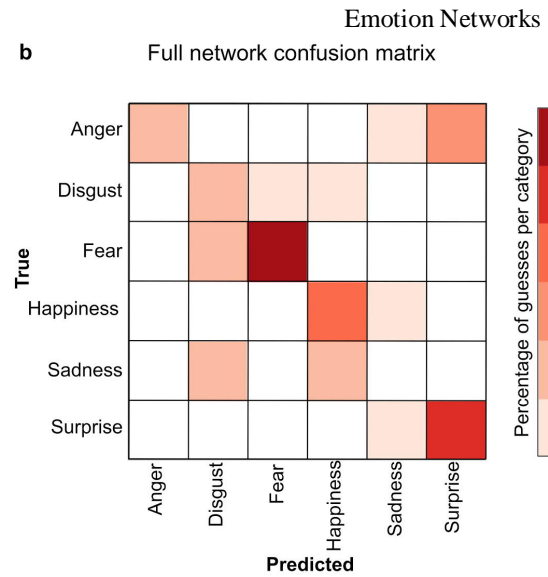 Emotion Networks
b
Full network confusion matrix
Anger
Disgust
Fear
Happiness
Sadness
Surprise
True
Anger
Disgust
Fear
Happiness
Sadness
Surprise
Predicted
Percentage of guesses per category